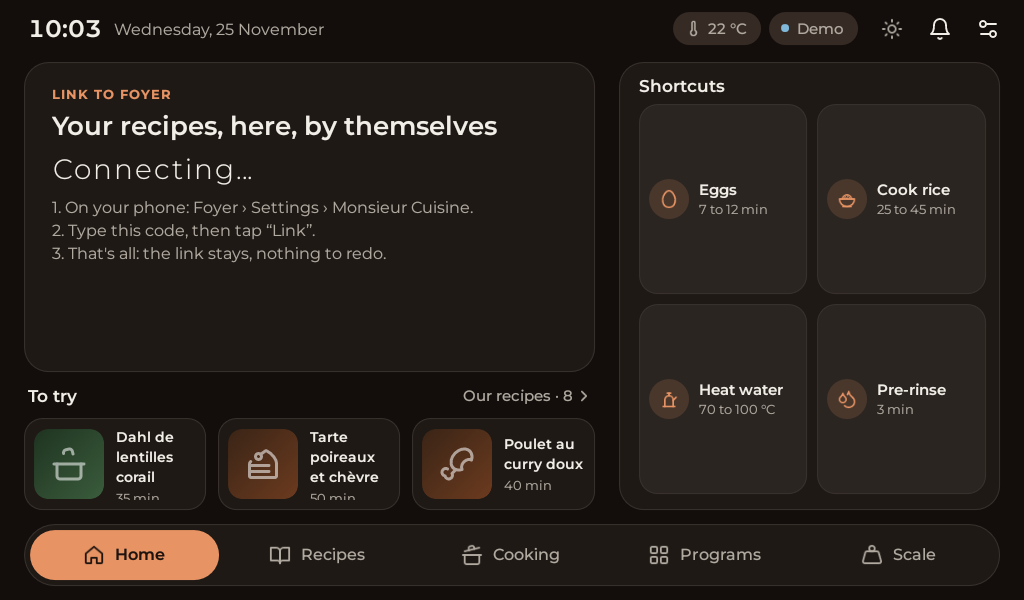 10:03 Wednesday, 25 November
22 °C
Demo
LINK TO FOYER
Your recipes, here, by themselves
Connecting...
1. On your phone: Foyer › Settings › Monsieur Cuisine.
2. Type this code, then tap “Link”.
3. That's all: the link stays, nothing to redo.
To try
Our recipes · 8
Dahl de
lentilles
corail
35 min
Tarte
poireaux
et chèvre
50 min
Poulet au
curry doux
40 min
Shortcuts
Eggs
7 to 12 min
Cook rice
25 to 45 min
Heat water
70 to 100 °C
Pre-rinse
3 min
Home
Recipes
Cooking
Programs
Scale